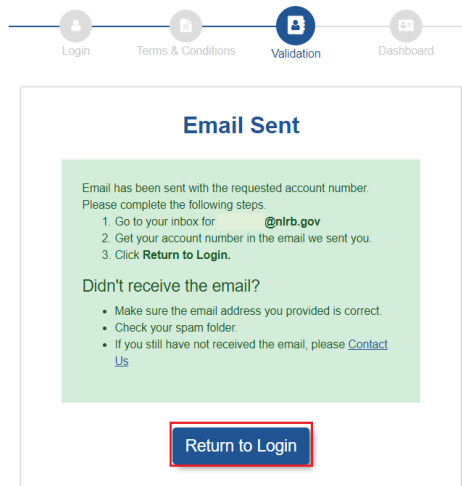 Login Terms & Conditions Validation Dashboard
Email Sent
Email has been sent with the requested account number.
Please complete the following steps.
1. Go to your inbox for @nlrb.gov
2. Get your account number in the email we sent you.
3. Click Return to Login.
Didn't receive the email?
• Make sure the email address you provided is correct.
• Check your spam folder.
• If you still have not received the email, please Contact
Us
Return to Login